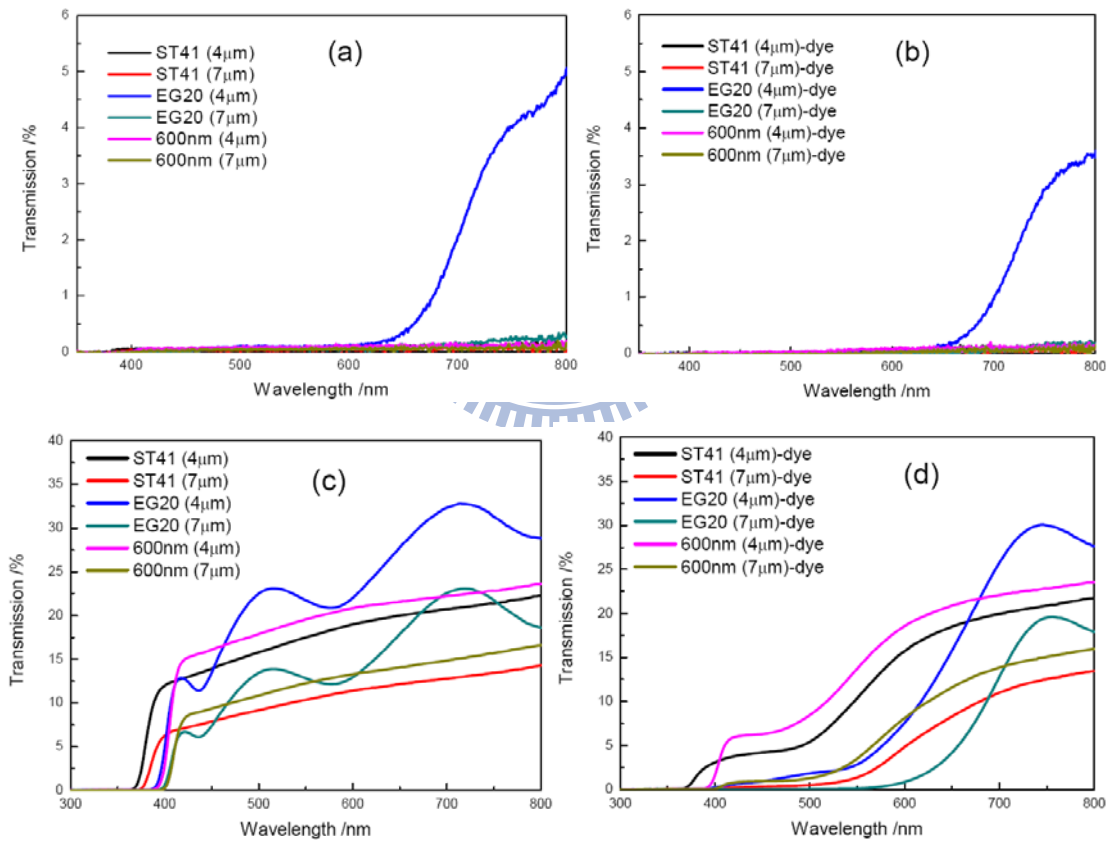 (a)
ST41 (4μm)
ST41 (7μm)
EG20 (4μm)
EG20 (7μm)
600nm (4μm)
600nm (7μm)
Transmission /%
6
5
4
3
2
1
0
400 500 600 700 800
Wavelength /nm
(b)
ST41 (4μm)-dye
ST41 (7μm)-dye
EG20 (4μm)-dye
EG20 (7μm)-dye
600nm (4μm)-dye
600nm (7μm)-dye
Transmission /%
6
5
4
3
2
1
0
400 500 600 700 800
Wavelength /nm
(c)
ST41 (4μm)
ST41 (7μm)
EG20 (4μm)
EG20 (7μm)
600nm (4μm)
600nm (7μm)
Transmission /%
40
35
30
25
20
15
10
5
0
300 400 500 600 700 800
Wavelength /nm
(d)
ST41 (4μm)-dye
ST41 (7μm)-dye
EG20 (4μm)-dye
EG20 (7μm)-dye
600nm (4μm)-dye
600nm (7μm)-dye
Transmission /%
40
35
30
25
20
15
10
5
0
300 400 500 600 700 800
Wavelength /nm